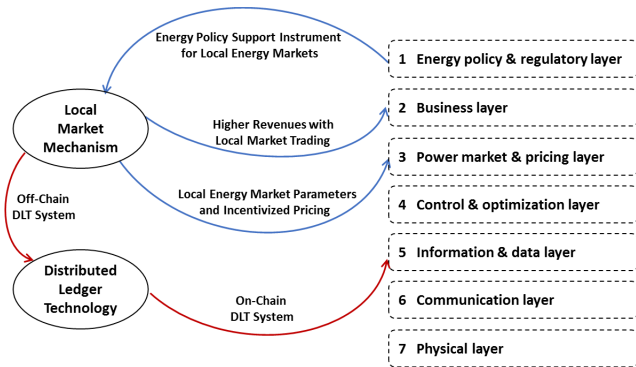 Energy Policy Support Instrument
for Local Energy Markets
1 Energy policy & regulatory layer
Local
Market
Mechanism
2 Business layer
Higher Revenues with
Local Market Trading
3 Power market & pricing layer
Local Energy Market Parameters
and Incentivized Pricing
4 Control & optimization layer
Off-Chain
DLT System
5 Information & data layer
Distributed
Ledger
Technology
On-Chain
DLT System
6 Communication layer
7 Physical layer